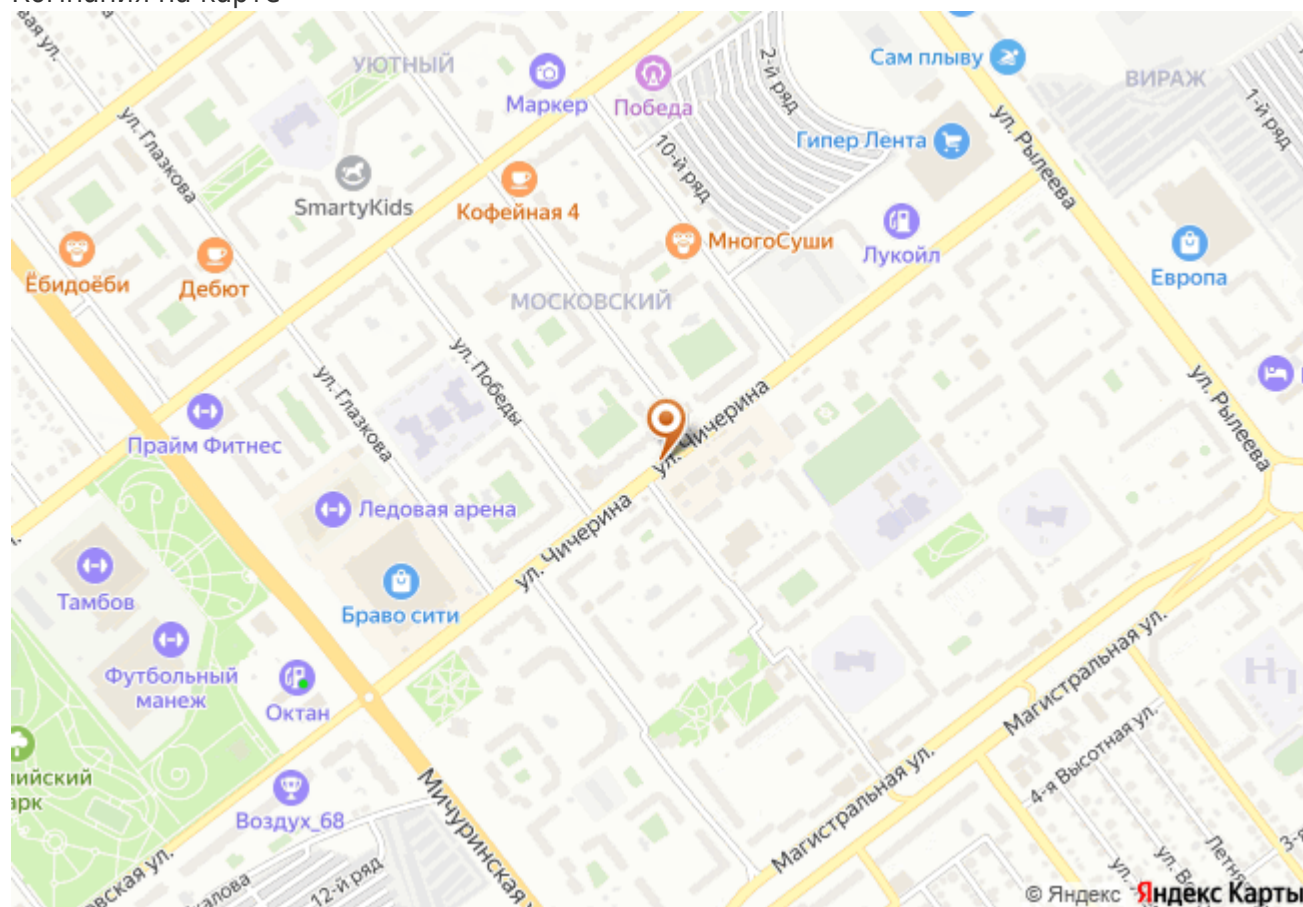 УЮТНЫЙ
Маркер
Победа
2-й ряд
Сам плыву
ВИРАЖ
1-й ряд
ул. Рылеева
Гипер Лента
10-й ряд
ул. Глазкова
SmartyKids
Кофейная 4
МногоСуши
Лукойл
Европа
Ёбидоёби
Дебют
МОСКОВСКИЙ
ул. Победы
ул. Глазкова
ул. Рылеева
Прайм Фитнес
ул. Чичерина
Ледовая арена
ул. Чичерина
Тамбов
Браво сити
Футбольный
манеж
Октан
Магистральная ул.
4-я Высотная ул.
Воздух_68
Мичуринская
Магистральная ул.
12-й ряд
© Яндекс Яндекс Карты